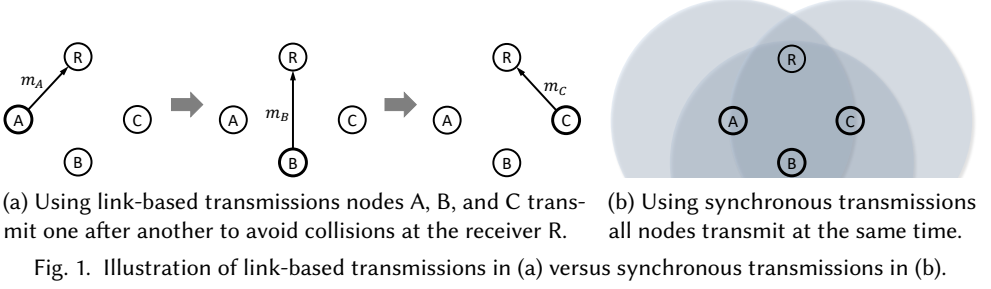 R
m_A
A
C
B
R
A
m_B
C
B
R
m_C
A
C
B
R
A
C
B
(a) Using link-based transmissions nodes A, B, and C trans-
mit one after another to avoid collisions at the receiver R.
(b) Using synchronous transmissions
all nodes transmit at the same time.
Fig. 1. Illustration of link-based transmissions in (a) versus synchronous transmissions in (b).